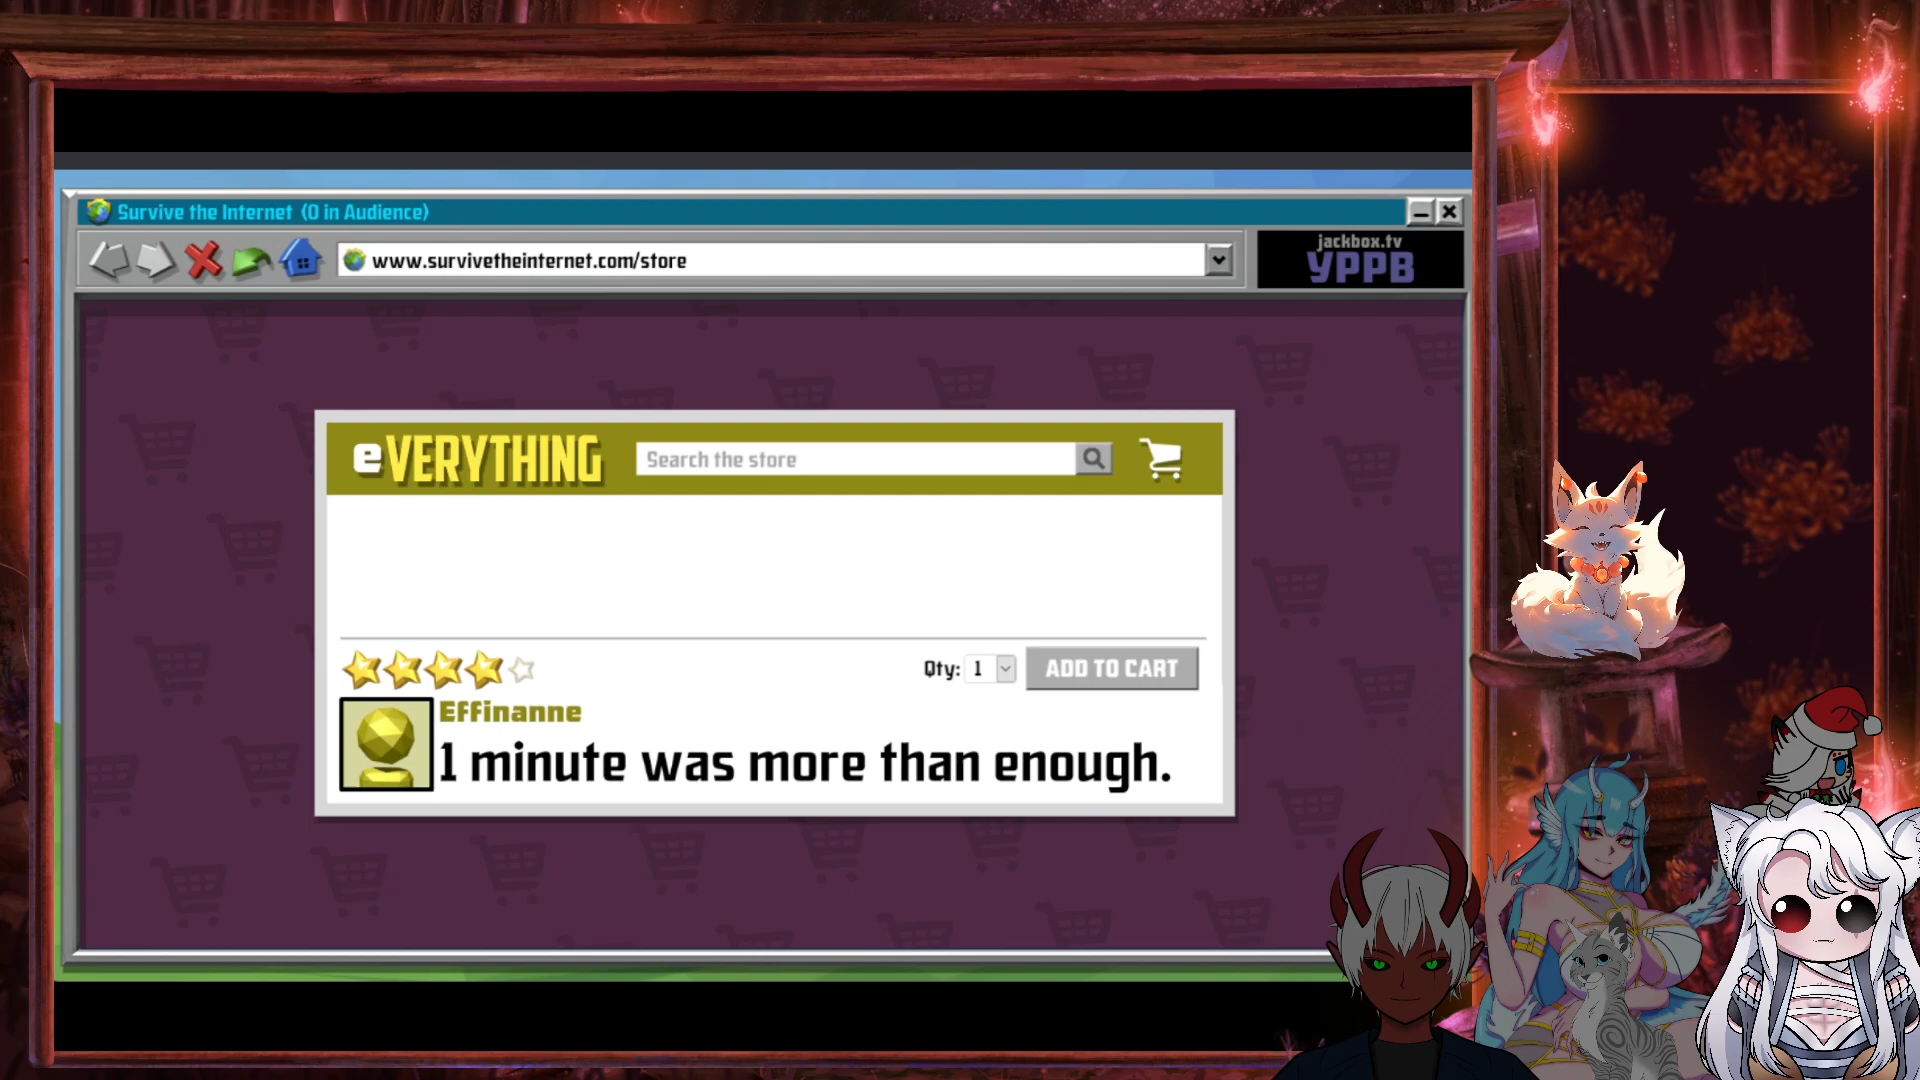 Survive the Internet (0 in Audience)
www.survivetheinternet.com/store
jackbox.tv
YPPB
eVERYTHING
Search the store
Qty: 1
ADD TO CART
Effinanne
1 minute was more than enough.